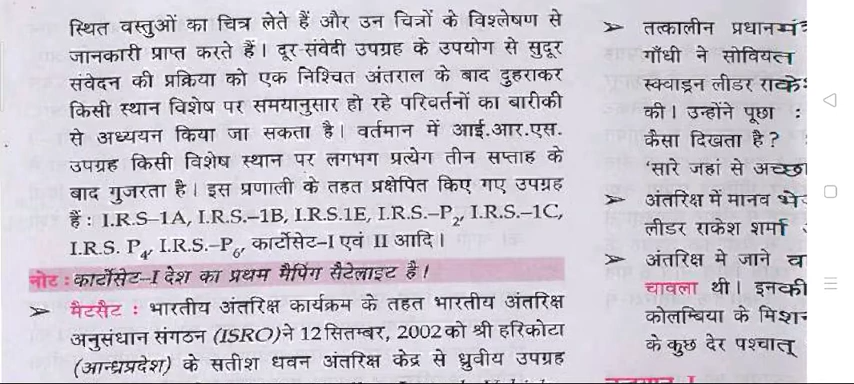 स्थित वस्तुओं का चित्र लेते हैं और उन चित्रों के विश्लेषण से
जानकारी प्राप्त करते हैं। दूर-संवेदी उपग्रह के उपयोग से सुदूर
संवेदन की प्रक्रिया को एक निश्चित अंतराल के बाद दुहराकर
किसी स्थान विशेष पर समयानुसार हो रहे परिवर्तनों का बारीकी
से अध्ययन किया जा सकता है। वर्तमान में आई.आर.एस.
उपग्रह किसी विशेष स्थान पर लगभग प्रत्येग तीन सप्ताह के
बाद गुजरता है। इस प्रणाली के तहत प्रक्षेपित किए गए उपग्रह
हैं : I.R.S–1A, I.R.S.–1B, I.R.S.1E, I.R.S.–P2, I.R.S.–1C,
I.R.S. P4, I.R.S.–P6, कार्टोसेट–I एवं II आदि।
नोट : कार्टोसेट–I देश का प्रथम मैपिंग सैटेलाइट है!
➢ मैटसैट : भारतीय अंतरिक्ष कार्यक्रम के तहत भारतीय अंतरिक्ष
अनुसंधान संगठन (ISRO) ने 12 सितम्बर, 2002 को श्री हरिकोटा
(आन्ध्रप्रदेश) के सतीश धवन अंतरिक्ष केंद्र से ध्रुवीय उपग्रह
➢ तत्कालीन प्रधानमं
गाँधी ने सोवियत
स्क्वाड्रन लीडर राके
की। उन्होंने पूछा :
कैसा दिखता है?
'सारे जहां से अच्छा
➢ अंतरिक्ष में मानव भे
लीडर राकेश शर्मा
➢ अंतरिक्ष मे जाने व
चावला थी। इनकी
कोलम्बिया के मिश
के कुछ देर पश्चात्